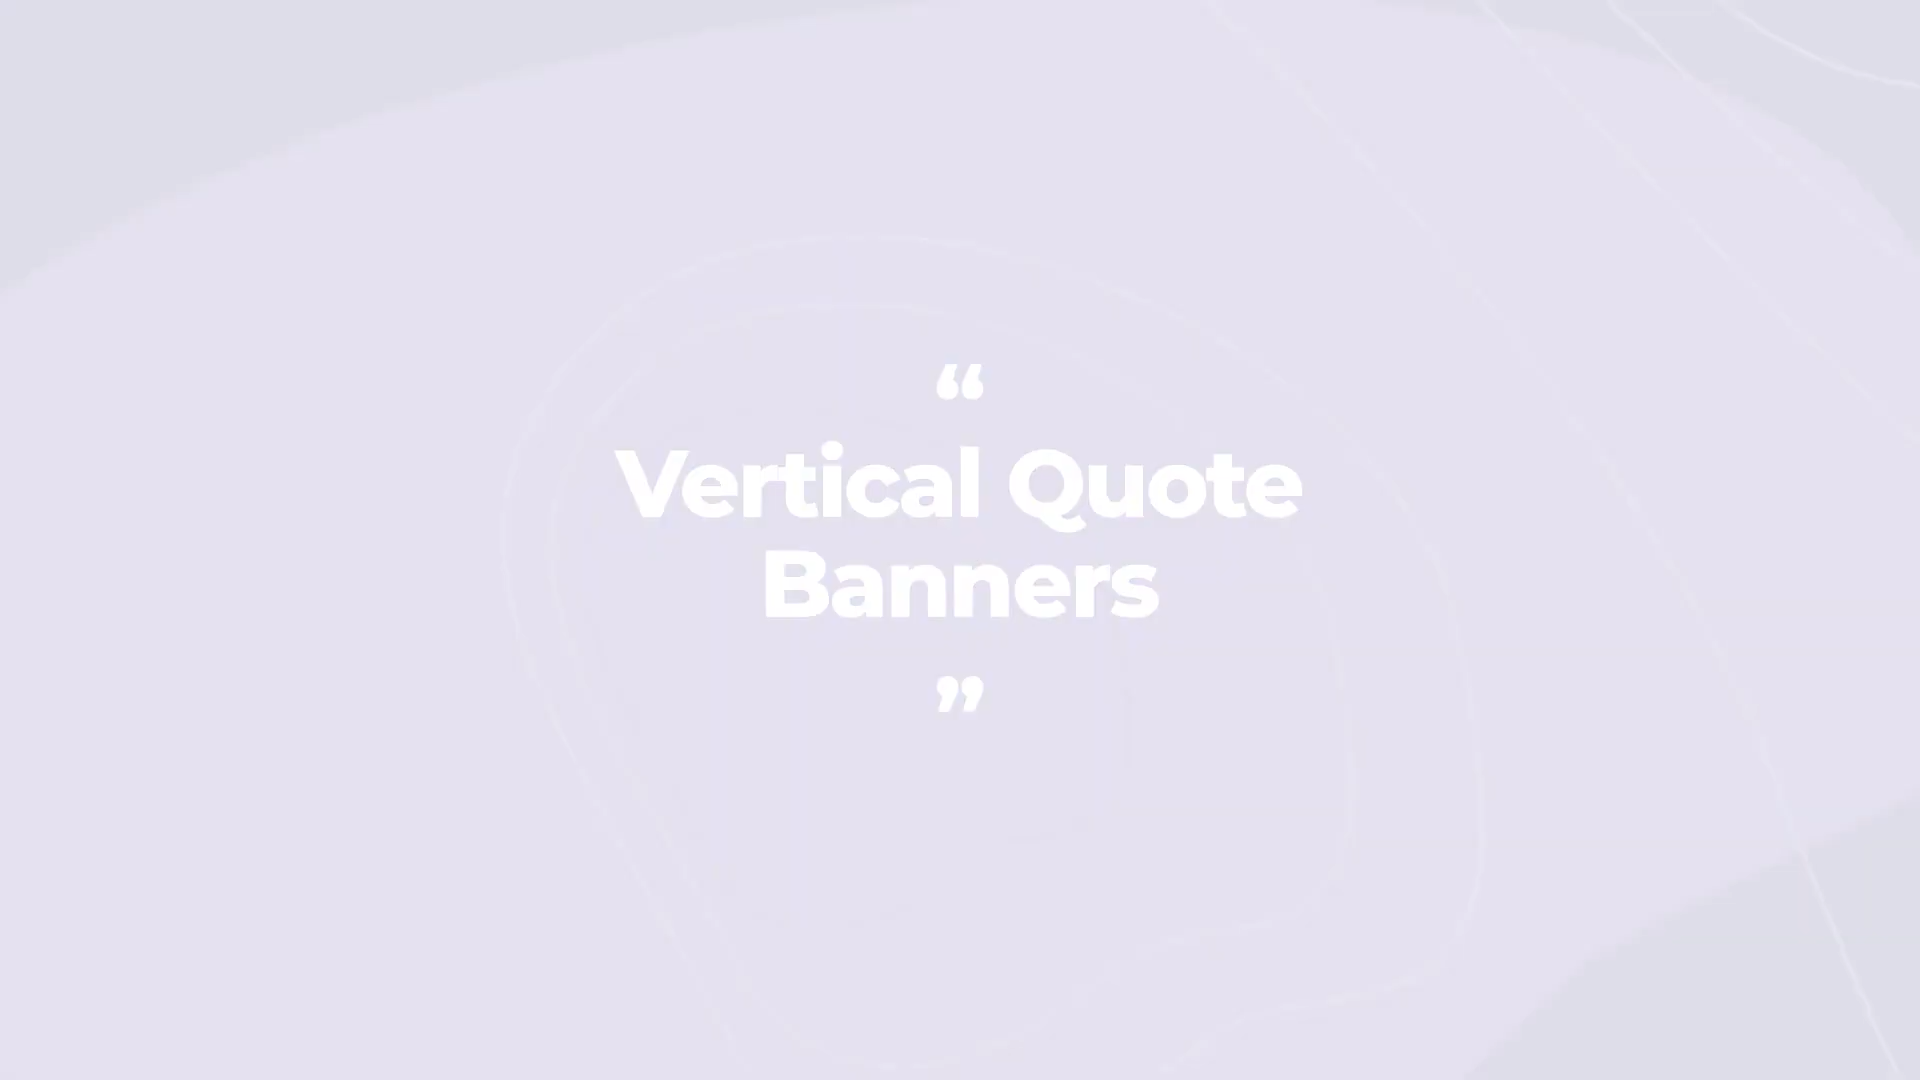 “
Vertical Quote
Banners
”